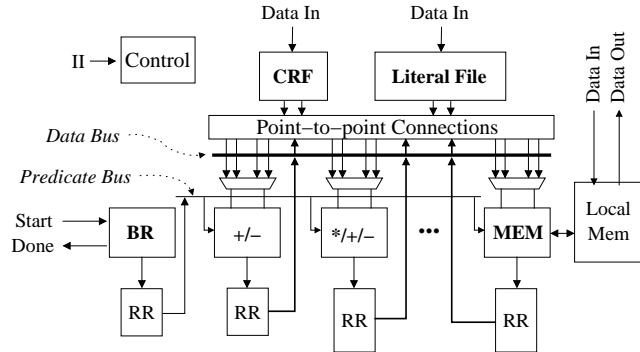 Data In
Data In
II
Control
CRF
Literal File
Data In
Data Out
Point−to−point Connections
Data Bus
Predicate Bus
Start
Done
BR
+/−
*/+/−
•••
MEM
Local
Mem
RR
RR
RR
RR